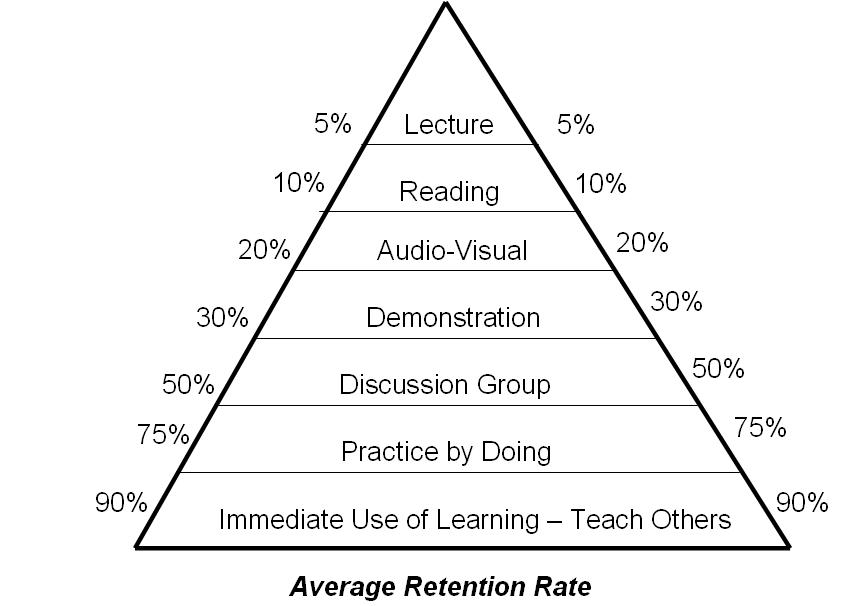 5% Lecture 5%
10% Reading 10%
20% Audio-Visual 20%
30% Demonstration 30%
50% Discussion Group 50%
75% Practice by Doing 75%
90% Immediate Use of Learning – Teach Others 90%
Average Retention Rate